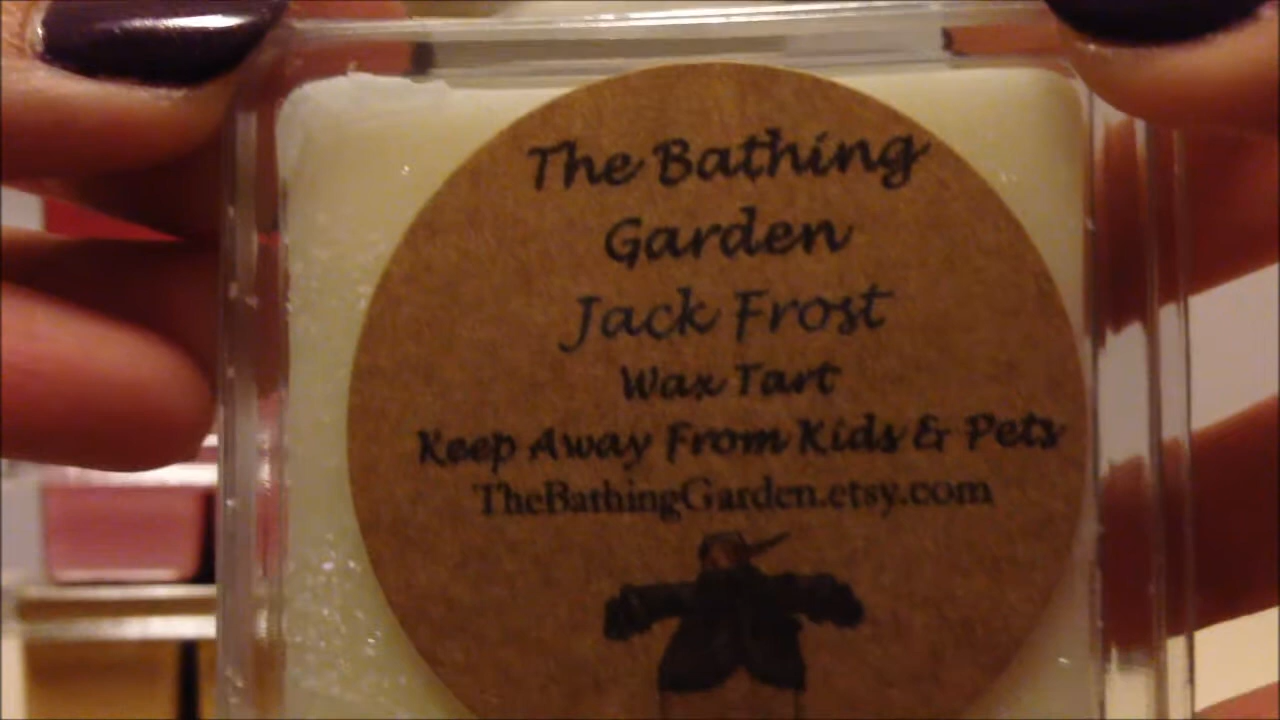 The Bathing
Garden
Jack Frost
Wax Tart
Keep Away From Kids & Pets
TheBathingGarden.etsy.com